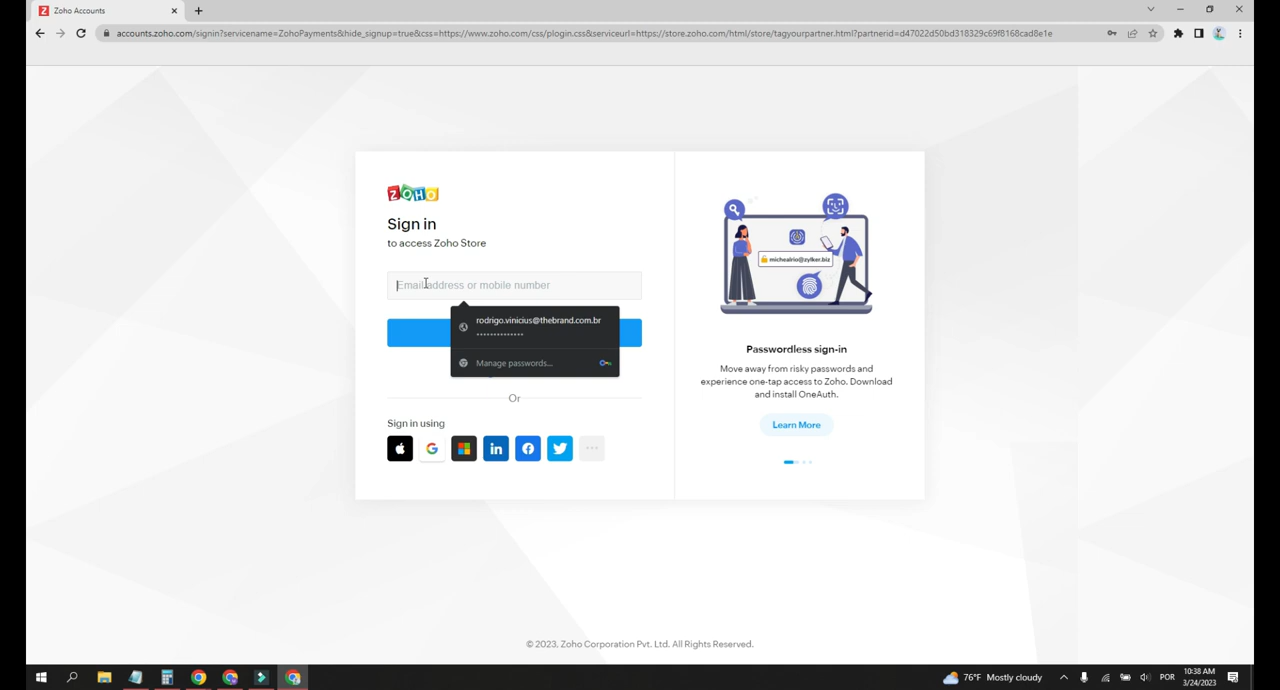 Zoho Accounts
accounts.zoho.com/signin?servicename=ZohoPayments&hide_signup=true&css=https://www.zoho.com/css/plogin.css&serviceurl=https://store.zoho.com/html/store/tagyourpartner.html?partnerid=d47022d50bd318329c69f8168cad8e1e
ZOHO
Sign in
to access Zoho Store
Email address or mobile number
rodrigo.vinicius@thebrand.com.br
••••••••••••••
Manage passwords...
Or
Sign in using
michealrio@zylker.biz
Passwordless sign-in
Move away from risky passwords and
experience one-tap access to Zoho. Download
and install OneAuth.
Learn More
© 2023, Zoho Corporation Pvt. Ltd. All Rights Reserved.
76°F Mostly cloudy
POR
10:38 AM
3/24/2023